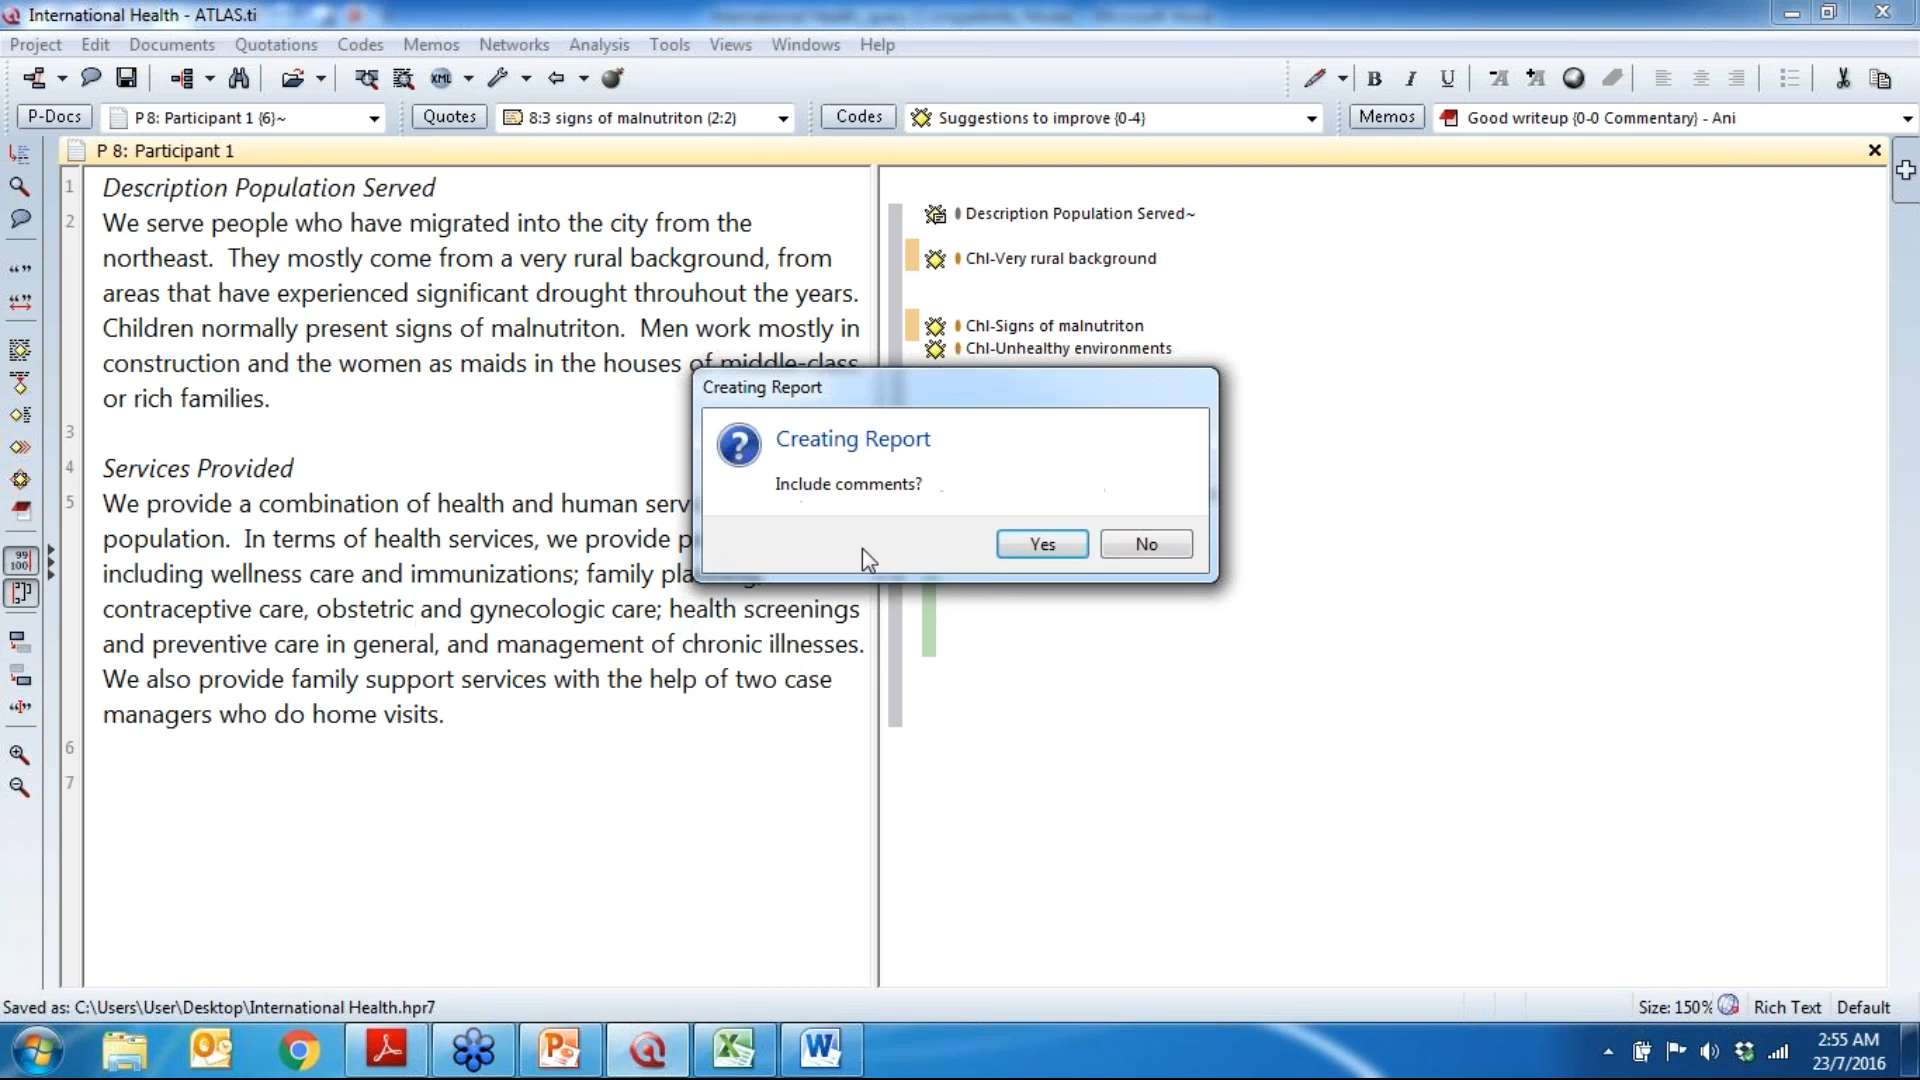 International Health - ATLAS.ti
Project Edit Documents Quotations Codes Memos Networks Analysis Tools Views Windows Help
P-Docs P 8: Participant 1 {6}~ Quotes 8:3 signs of malnutriton (2:2) Codes Suggestions to improve {0-4} Memos Good writeup {0-0 Commentary} - Ani
P 8: Participant 1
1 Description Population Served
2 We serve people who have migrated into the city from the
northeast. They mostly come from a very rural background, from
areas that have experienced significant drought throuhout the years.
Children normally present signs of malnutriton. Men work mostly in
construction and the women as maids in the houses of middle-class
or rich families.
3
4 Services Provided
5 We provide a combination of health and human serv
population. In terms of health services, we provide p
including wellness care and immunizations; family pla
contraceptive care, obstetric and gynecologic care; health screenings
and preventive care in general, and management of chronic illnesses.
We also provide family support services with the help of two case
managers who do home visits.
6
7
Description Population Served~
Chl-Very rural background
Chl-Signs of malnutriton
Chl-Unhealthy environments
Creating Report
Creating Report
Include comments?
Yes No
Saved as: C:\Users\User\Desktop\International Health.hpr7
Size: 150% Rich Text Default
2:55 AM
23/7/2016